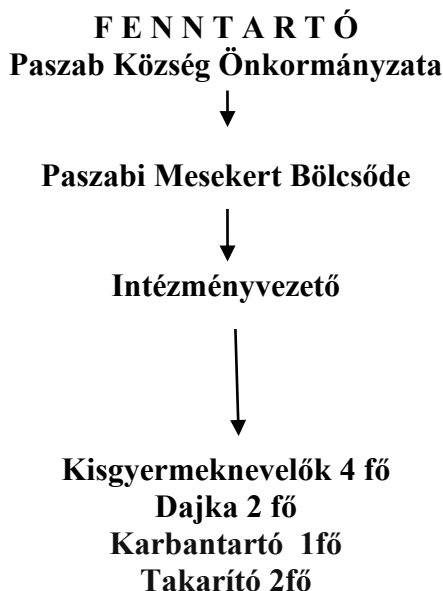 F E N N T A R T Ó
Paszab Község Önkormányzata
Paszabi Mesekert Bölcsőde
Intézményvezető
Kisgyermeknevelők 4 fő
Dajka 2 fő
Karbantartó 1fő
Takarító 2fő